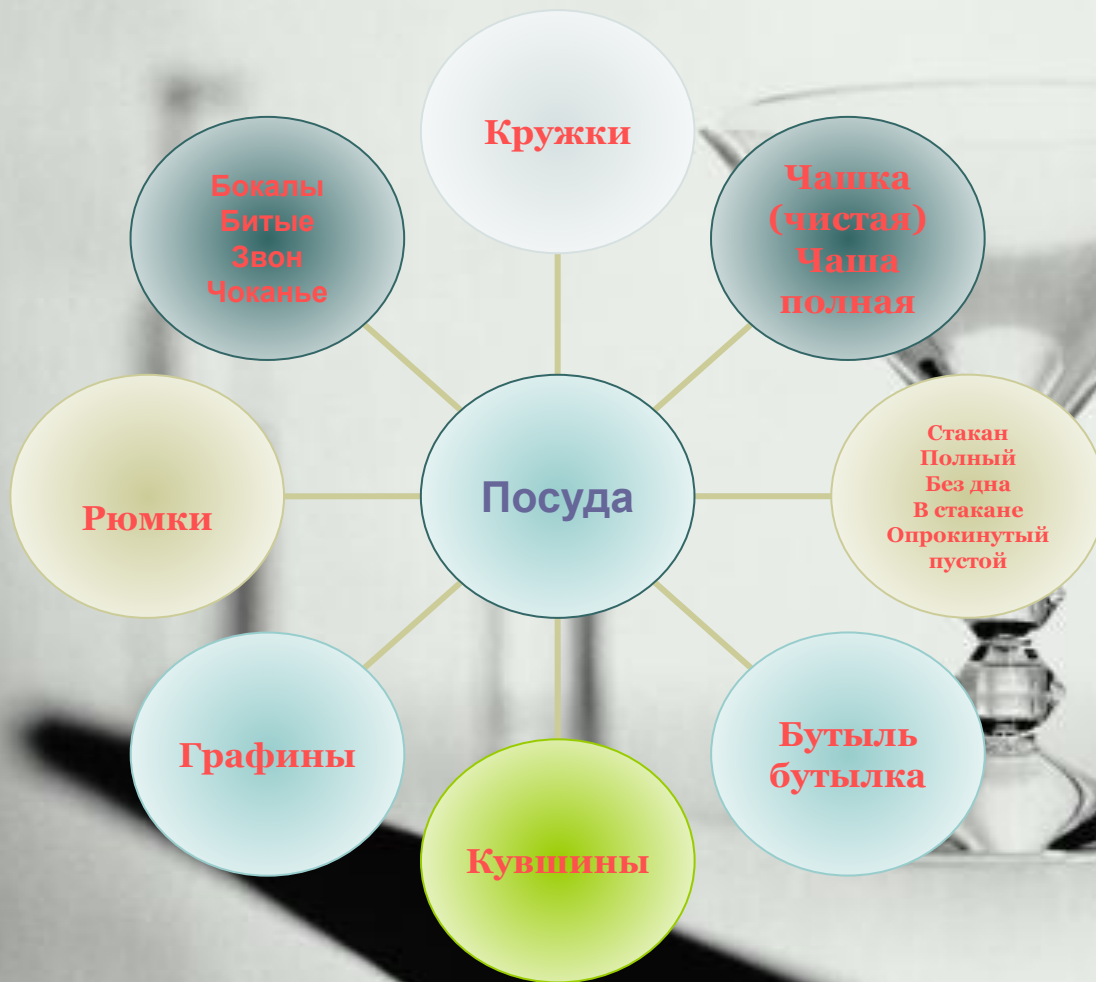 Кружки
Бокалы
Битые
Звон
Чоканье
Чашка
(чистая)
Чаша
полная
Рюмки
Посуда
Стакан
Полный
Без дна
В стакане
Опрокинутый
пустой
Графины
Бутыль
бутылка
Кувшины